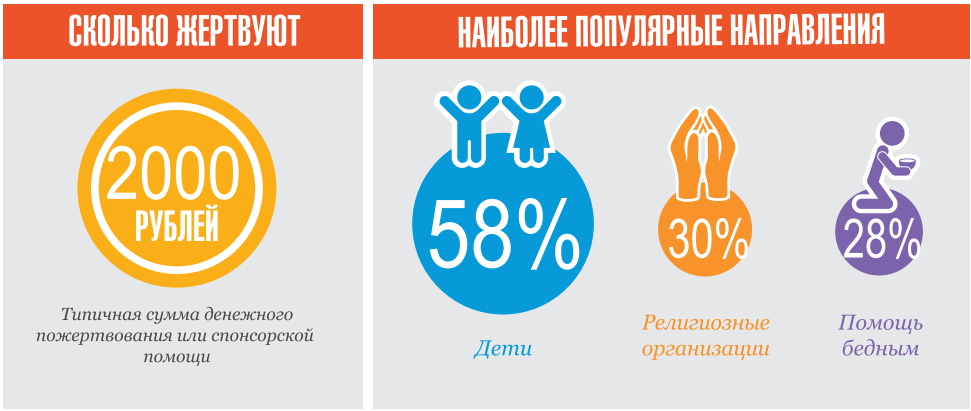 СКОЛЬКО ЖЕРТВУЮТ
2000
РУБЛЕЙ
Типичная сумма денежного
пожертвования или спонсорской
помощи
НАИБОЛЕЕ ПОПУЛЯРНЫЕ НАПРАВЛЕНИЯ
58%
Дети
30%
Религиозные
организации
28%
Помощь
бедным